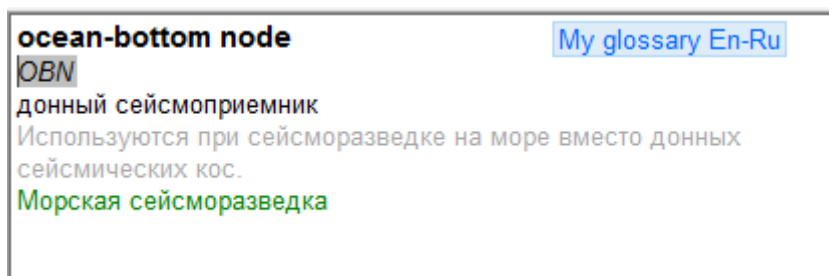 ocean-bottom node
My glossary En-Ru
OBN
донный сейсмоприемник
Используются при сейсморазведке на море вместо донных
сейсмических кос.
Морская сейсморазведка